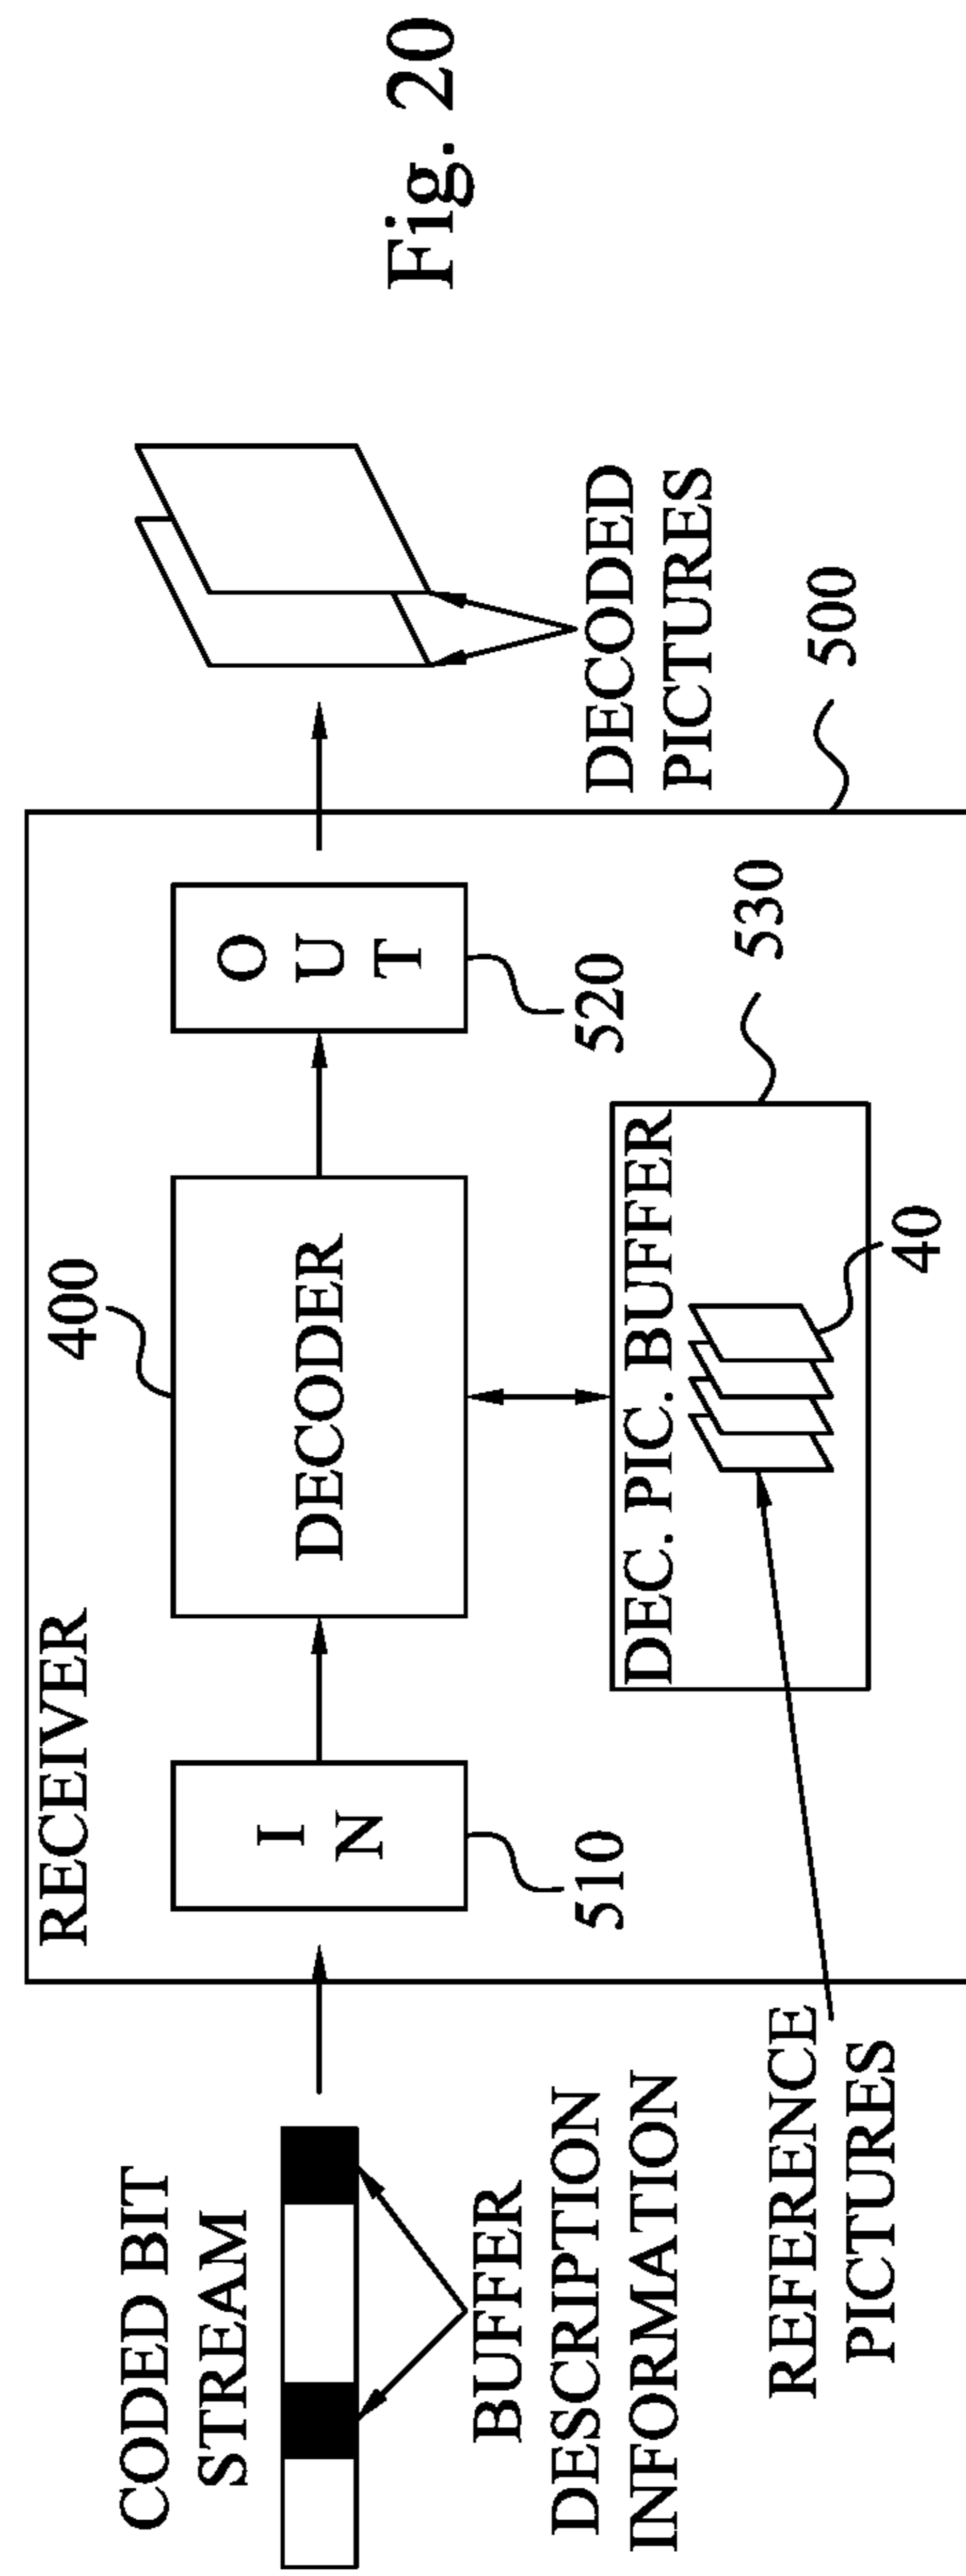 CODED BIT
STREAM
BUFFER
DESCRIPTION
INFORMATION
REFERENCE
PICTURES
RECEIVER
I
N
510
400
DECODER
O
U
T
520
DEC. PIC. BUFFER
40
530
500
DECODED
PICTURES
Fig. 20